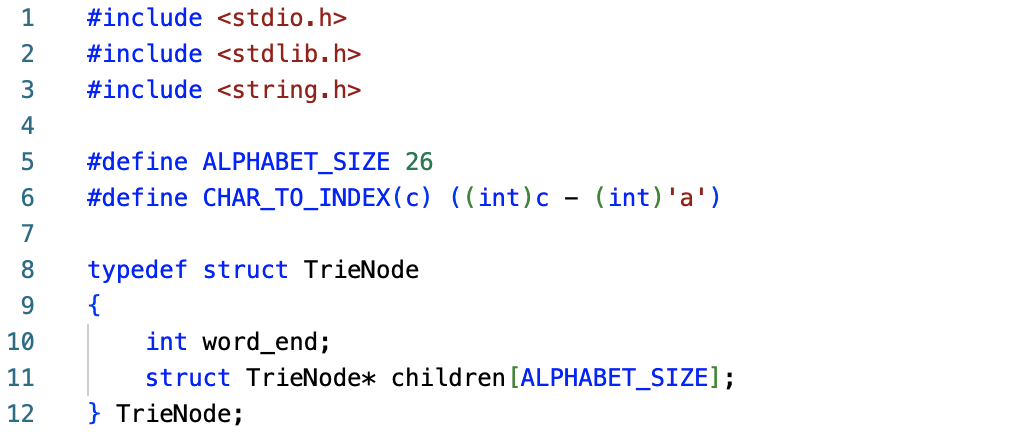 1 #include <stdio.h>
2 #include <stdlib.h>
3 #include <string.h>
4
5 #define ALPHABET_SIZE 26
6 #define CHAR_TO_INDEX(c) ((int)c - (int)'a')
7
8 typedef struct TrieNode
9 {
10     int word_end;
11     struct TrieNode* children[ALPHABET_SIZE];
12 } TrieNode;